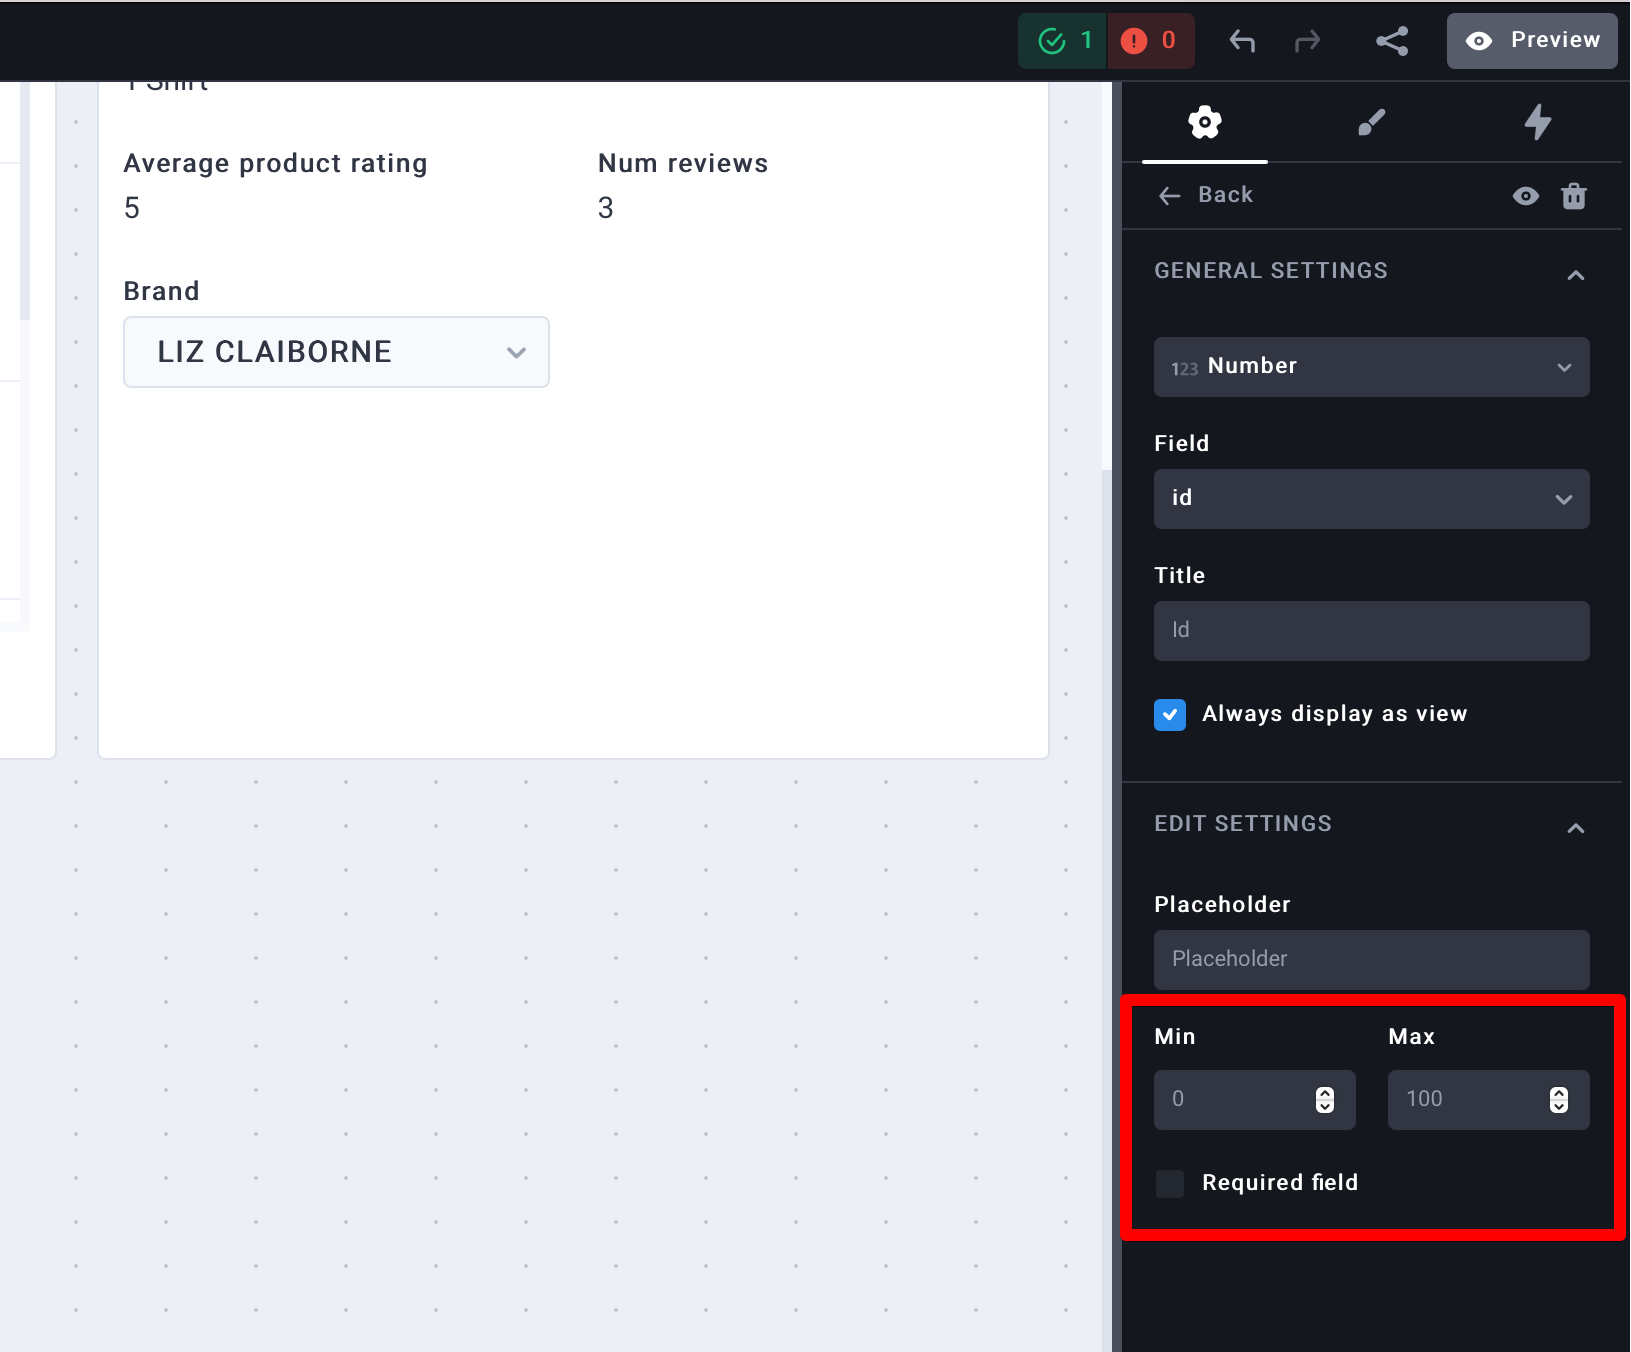 1
0
Preview
T Shirt
Average product rating
Num reviews
5
3
Brand
LIZ CLAIBORNE
Back
GENERAL SETTINGS
123 Number
Field
id
Title
Id
Always display as view
EDIT SETTINGS
Placeholder
Placeholder
Min
Max
0
100
Required field